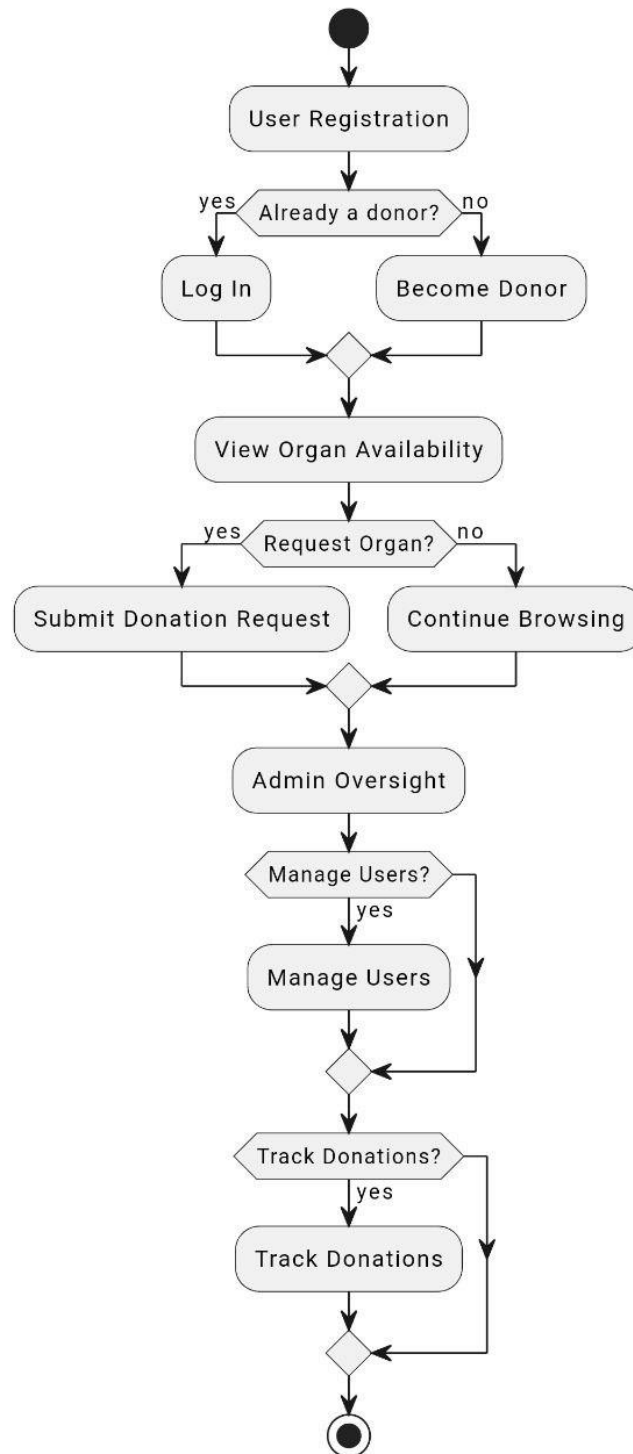 User Registration
yes
Already a donor?
no
Log In
Become Donor
View Organ Availability
yes
Request Organ?
no
Submit Donation Request
Continue Browsing
Admin Oversight
Manage Users?
yes
Manage Users
Track Donations?
yes
Track Donations